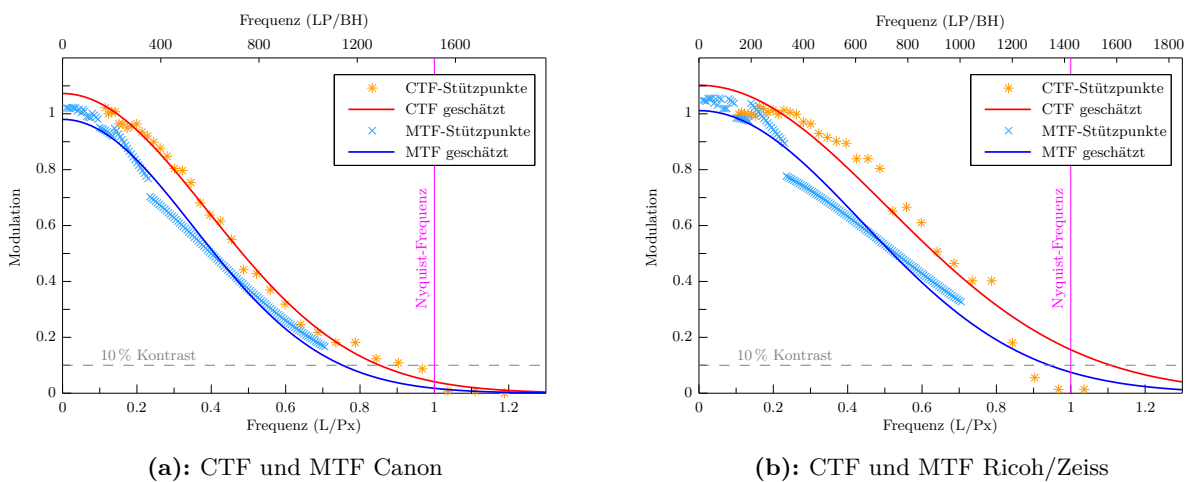 Frequenz (LP/BH)
0 400 800 1200 1600
CTF-Stützpunkte
CTF geschätzt
MTF-Stützpunkte
MTF geschätzt
1
0.8
0.6
0.4
0.2
0
Modulation
Nyquist-Frequenz
10 % Kontrast
0 0.2 0.4 0.6 0.8 1 1.2
Frequenz (L/Px)
(a): CTF und MTF Canon
Frequenz (LP/BH)
0 200 400 600 800 1000 1200 1400 1600 1800
CTF-Stützpunkte
CTF geschätzt
MTF-Stützpunkte
MTF geschätzt
1
0.8
0.6
0.4
0.2
0
Modulation
Nyquist-Frequenz
10 % Kontrast
0 0.2 0.4 0.6 0.8 1 1.2
Frequenz (L/Px)
(b): CTF und MTF Ricoh/Zeiss